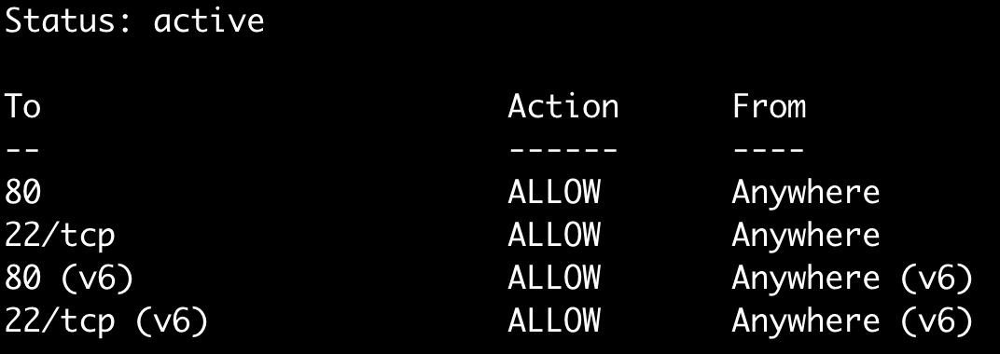 Status: active
To Action From
-- ------ ----
80 ALLOW Anywhere
22/tcp ALLOW Anywhere
80 (v6) ALLOW Anywhere (v6)
22/tcp (v6) ALLOW Anywhere (v6)